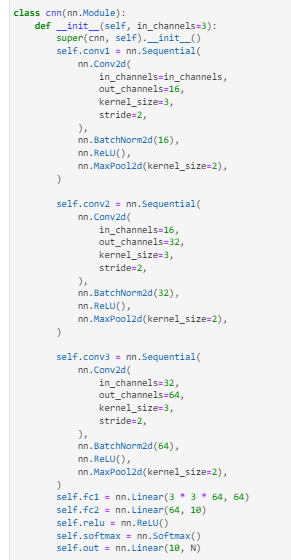 class cnn(nn.Module):
    def __init__(self, in_channels=3):
        super(cnn, self).__init__()
        self.conv1 = nn.Sequential(
            nn.Conv2d(
                in_channels=in_channels,
                out_channels=16,
                kernel_size=3,
                stride=2,
            ),
            nn.BatchNorm2d(16),
            nn.ReLU(),
            nn.MaxPool2d(kernel_size=2),
        )
        self.conv2 = nn.Sequential(
            nn.Conv2d(
                in_channels=16,
                out_channels=32,
                kernel_size=3,
                stride=2,
            ),
            nn.BatchNorm2d(32),
            nn.ReLU(),
            nn.MaxPool2d(kernel_size=2),
        )
        self.conv3 = nn.Sequential(
            nn.Conv2d(
                in_channels=32,
                out_channels=64,
                kernel_size=3,
                stride=2,
            ),
            nn.BatchNorm2d(64),
            nn.ReLU(),
            nn.MaxPool2d(kernel_size=2),
        )
        self.fc1 = nn.Linear(3 * 3 * 64, 64)
        self.fc2 = nn.Linear(64, 10)
        self.relu = nn.ReLU()
        self.softmax = nn.Softmax()
        self.out = nn.Linear(10, N)